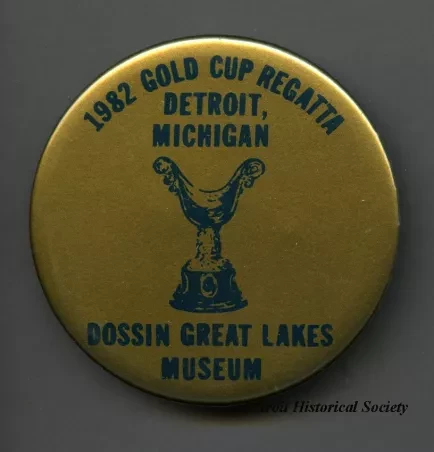 1982 GOLD CUP REGATTA
DETROIT,
MICHIGAN
DOSSIN GREAT LAKES
MUSEUM
Historical Society